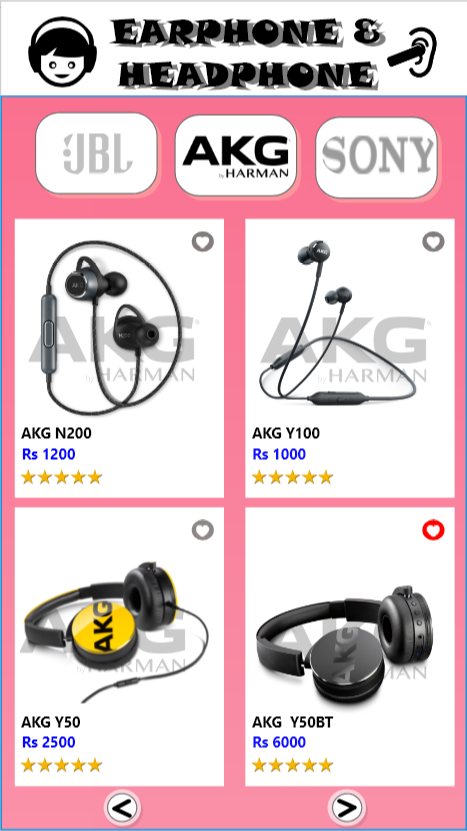 EARPHONE &
HEADPHONE
JBL
AKG
by HARMAN
SONY
AKG
by HARMAN
AKG N200
Rs 1200
AKG
by HARMAN
AKG Y100
Rs 1000
AKG
by HARMAN
AKG Y50
Rs 2500
AKG
HARMAN
AKG  Y50BT
Rs 6000